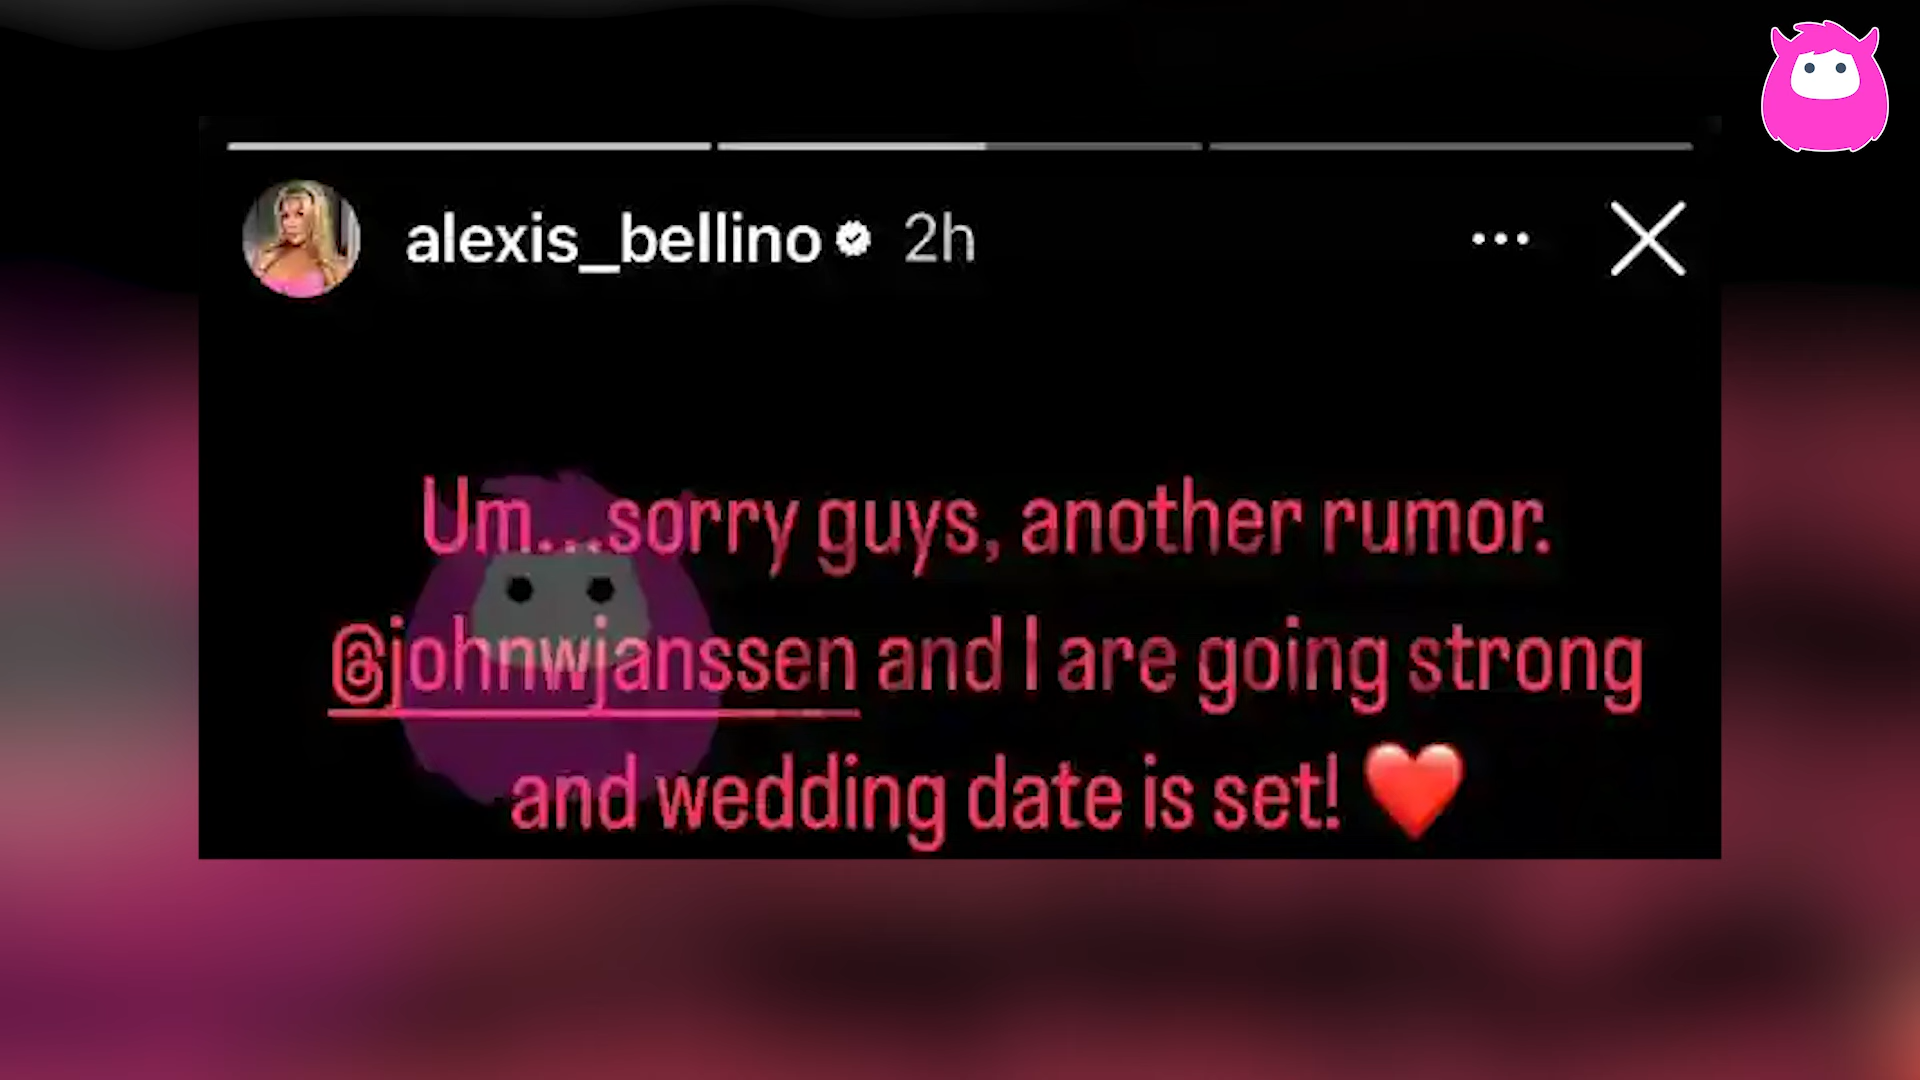 alexis_bellino 2h
Um...sorry guys, another rumor.
@johnwjanssen and I are going strong
and wedding date is set! ❤️